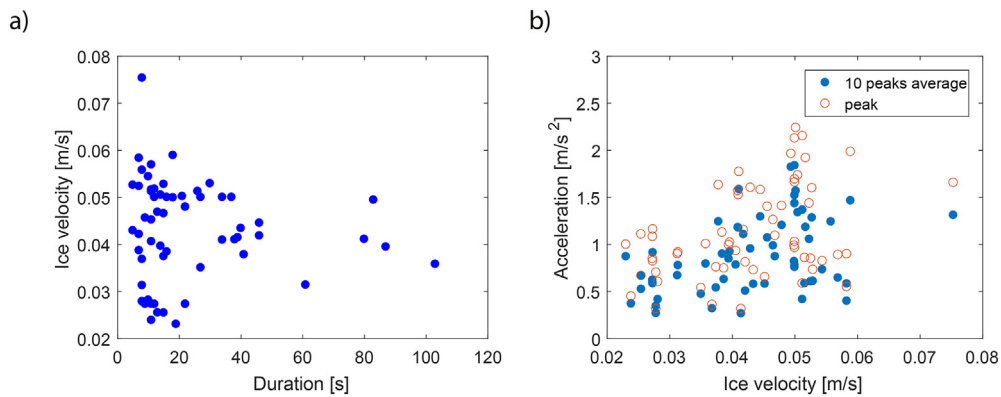 a)
b)
0.08
0.07
0.06
0.05
0.04
0.03
0.02
Ice velocity [m/s]
0 20 40 60 80 100 120
Duration [s]
3
2.5
2
1.5
1
0.5
0
Acceleration [m/s²]
10 peaks average
peak
0.02 0.03 0.04 0.05 0.06 0.07 0.08
Ice velocity [m/s]